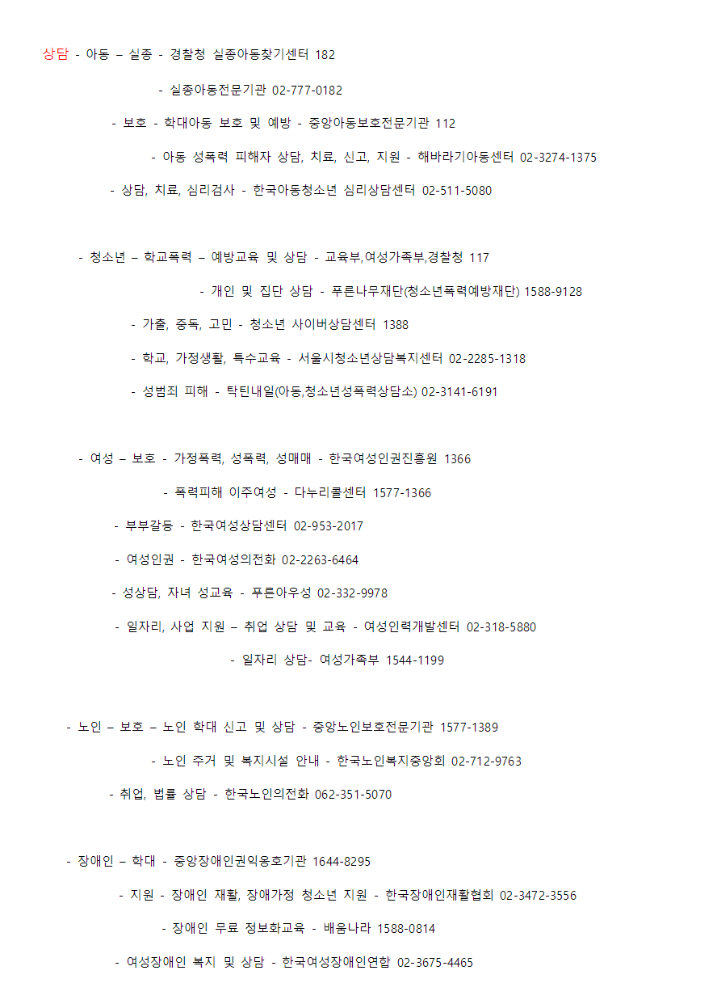 상담 - 아동 – 실종 - 경찰청 실종아동찾기센터 182
- 실종아동전문기관 02-777-0182
- 보호 - 학대아동 보호 및 예방 - 중앙아동보호전문기관 112
- 아동 성폭력 피해자 상담, 치료, 신고, 지원 - 해바라기아동센터 02-3274-1375
- 상담, 치료, 심리검사 - 한국아동청소년 심리상담센터 02-511-5080
- 청소년 – 학교폭력 – 예방교육 및 상담 - 교육부,여성가족부,경찰청 117
- 개인 및 집단 상담 - 푸른나무재단(청소년폭력예방재단) 1588-9128
- 가출, 중독, 고민 - 청소년 사이버상담센터 1388
- 학교, 가정생활, 특수교육 - 서울시청소년상담복지센터 02-2285-1318
- 성범죄 피해 - 탁틴내일(아동,청소년성폭력상담소) 02-3141-6191
- 여성 – 보호 - 가정폭력, 성폭력, 성매매 - 한국여성인권진흥원 1366
- 폭력피해 이주여성 - 다누리콜센터 1577-1366
- 부부갈등 - 한국여성상담센터 02-953-2017
- 여성인권 - 한국여성의전화 02-2263-6464
- 성상담, 자녀 성교육 - 푸른아우성 02-332-9978
- 일자리, 사업 지원 – 취업 상담 및 교육 - 여성인력개발센터 02-318-5880
- 일자리 상담- 여성가족부 1544-1199
- 노인 – 보호 – 노인 학대 신고 및 상담 - 중앙노인보호전문기관 1577-1389
- 노인 주거 및 복지시설 안내 - 한국노인복지중앙회 02-712-9763
- 취업, 법률 상담 - 한국노인의전화 062-351-5070
- 장애인 – 학대 - 중앙장애인권익옹호기관 1644-8295
- 지원 - 장애인 재활, 장애가정 청소년 지원 - 한국장애인재활협회 02-3472-3556
- 장애인 무료 정보화교육 - 배움나라 1588-0814
- 여성장애인 복지 및 상담 - 한국여성장애인연합 02-3675-4465